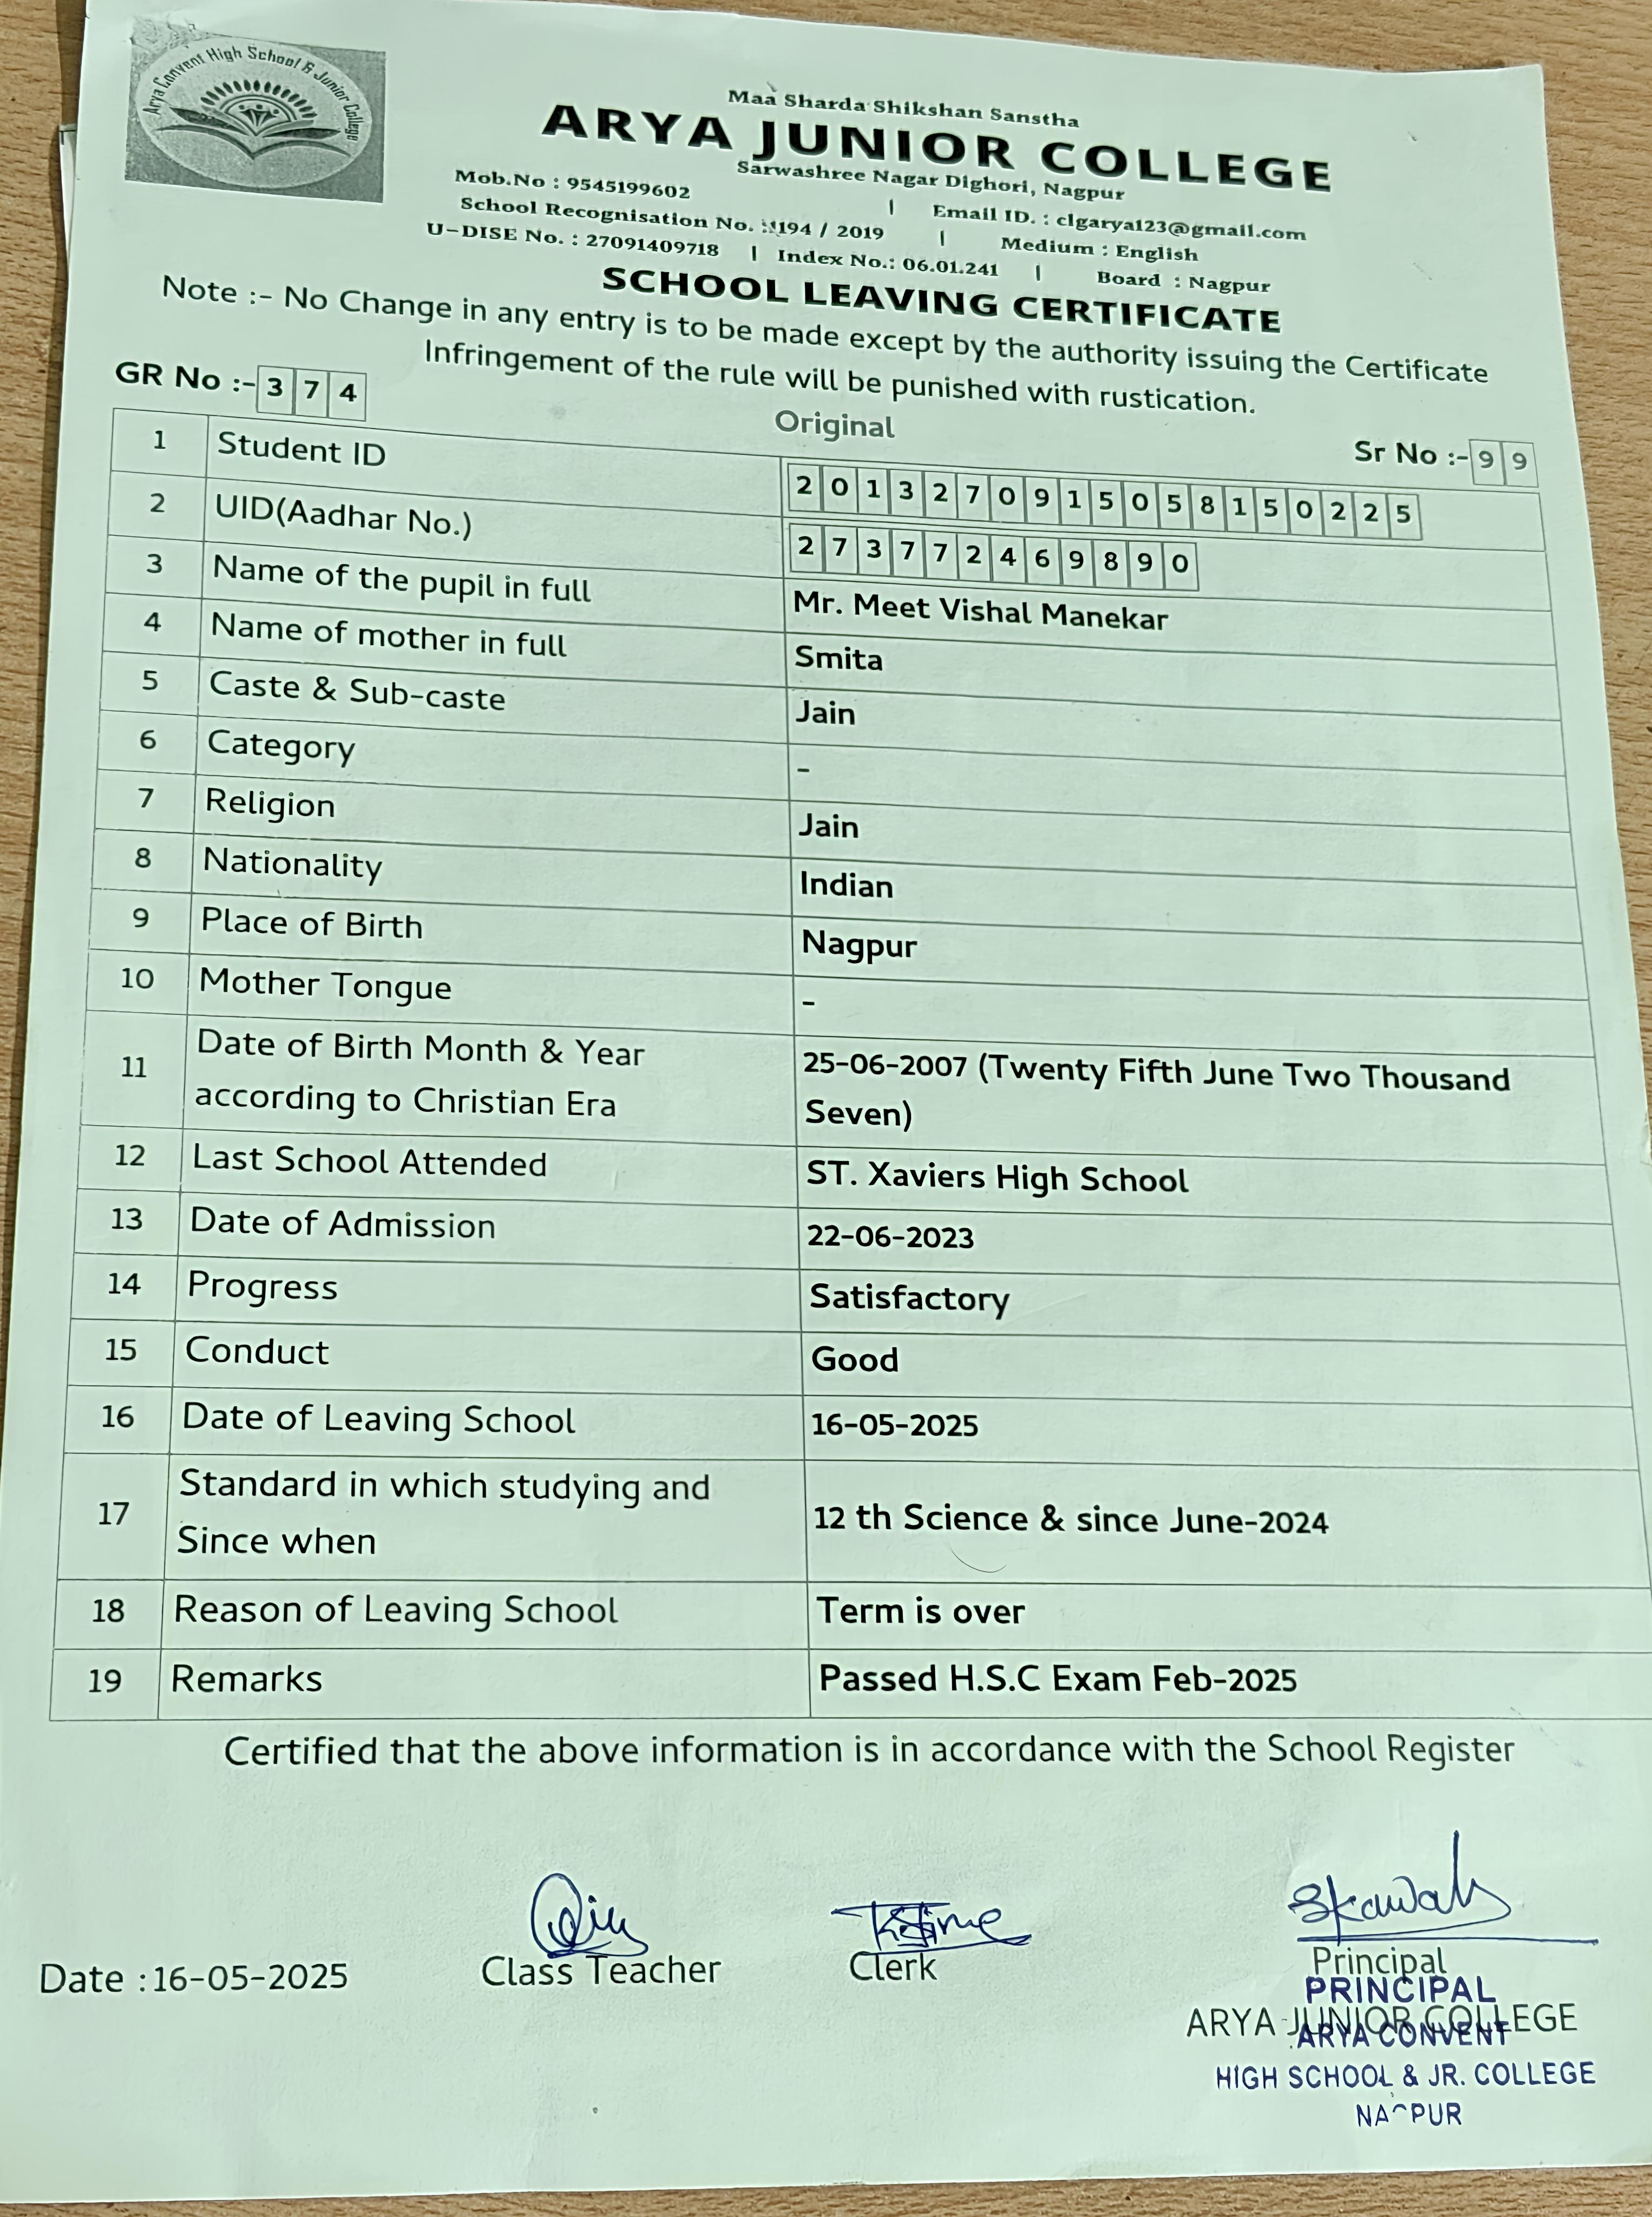 Arya Convent High School & Junior College
Maa Sharda Shikshan Sanstha
ARYA JUNIOR COLLEGE
Sarwashree Nagar Dighori, Nagpur
Mob.No : 9545199602 | Email ID. : clgarya123@gmail.com
School Recognisation No. : 194 / 2019 | Medium : English
U-DISE No. : 27091409718 | Index No.: 06.01.241 | Board : Nagpur
SCHOOL LEAVING CERTIFICATE
Note :- No Change in any entry is to be made except by the authority issuing the Certificate
Infringement of the rule will be punished with rustication.
GR No :- 374
Original
Sr No :- 99
1 Student ID 2013270915058150225
2 UID(Aadhar No.) 273772469890
3 Name of the pupil in full Mr. Meet Vishal Manekar
4 Name of mother in full Smita
5 Caste & Sub-caste Jain
6 Category -
7 Religion Jain
8 Nationality Indian
9 Place of Birth Nagpur
10 Mother Tongue -
11 Date of Birth Month & Year 25-06-2007 (Twenty Fifth June Two Thousand
according to Christian Era Seven)
12 Last School Attended ST. Xaviers High School
13 Date of Admission 22-06-2023
14 Progress Satisfactory
15 Conduct Good
16 Date of Leaving School 16-05-2025
17 Standard in which studying and 12 th Science & since June-2024
Since when
18 Reason of Leaving School Term is over
19 Remarks Passed H.S.C Exam Feb-2025
Certified that the above information is in accordance with the School Register
Date :16-05-2025 Class Teacher Clerk Principal
PRINCIPAL
ARYA JUNIOR COLLEGE
ARYA CONVENT
HIGH SCHOOL & JR. COLLEGE
NAGPUR